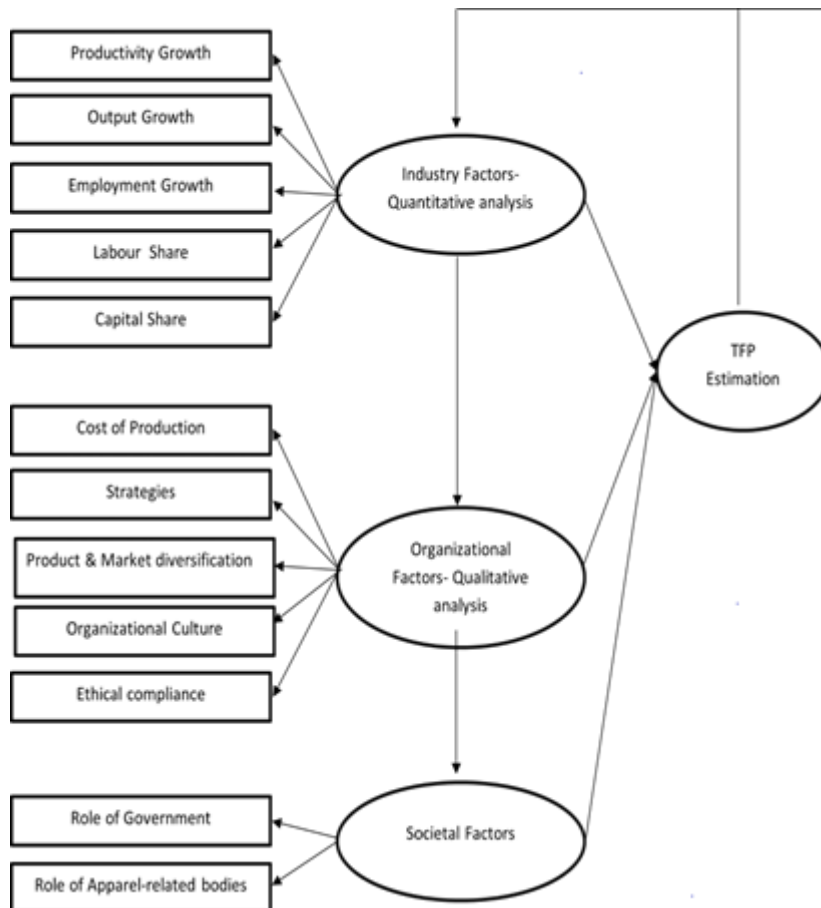 Productivity Growth
Output Growth
Employment Growth
Labour Share
Capital Share
Industry Factors-
Quantitative analysis
TFP
Estimation
Cost of Production
Strategies
Product & Market diversification
Organizational Culture
Ethical compliance
Organizational
Factors- Qualitative
analysis
Role of Government
Role of Apparel-related bodies
Societal Factors